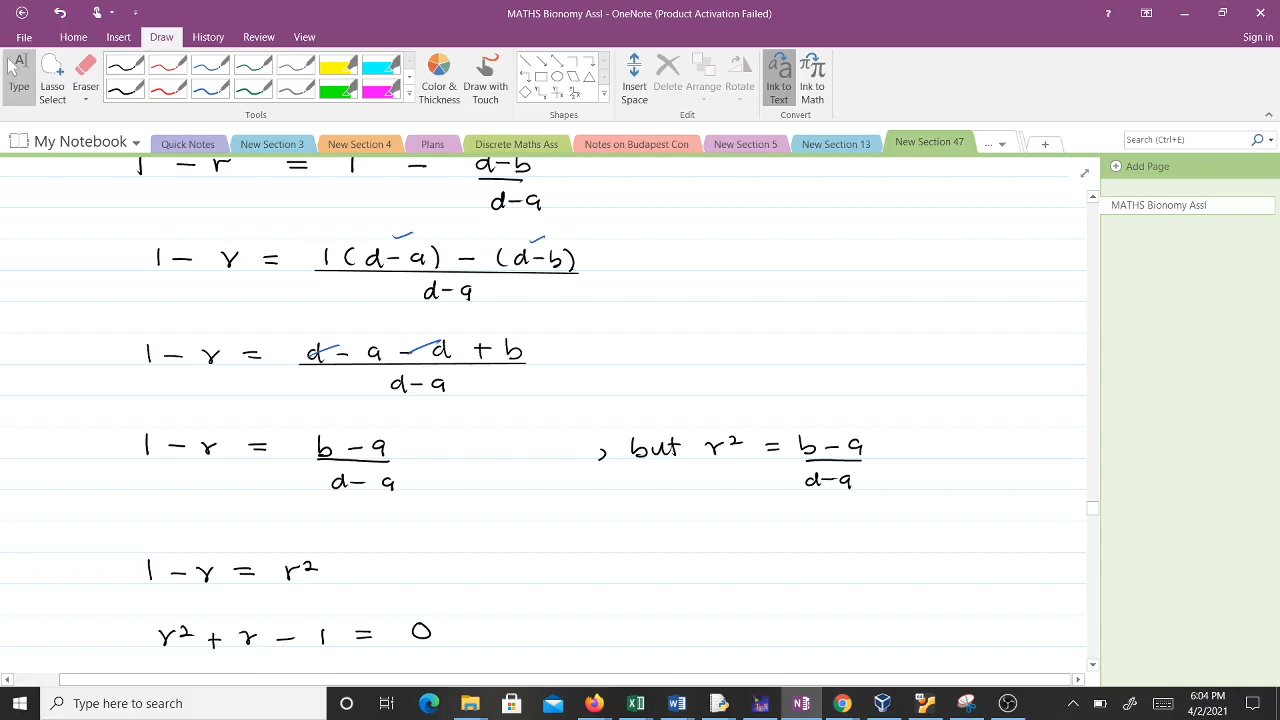 MATHS Bionomy Assl - OneNote (Product Activation Failed)
File Home Insert Draw History Review View Sign in
Type Lasso Select Eraser Color & Thickness Draw with Touch Insert Space Delete Arrange Rotate Ink to Text Ink to Math
Tools Shapes Edit Convert
My Notebook Quick Notes New Section 3 New Section 4 Plans Discrete Maths Ass Notes on Budapest Con New Section 5 New Section 13 New Section 47 ... + Search (Ctrl+E)
Add Page
MATHS Bionomy Assl
1 - r = 1 - d-b
d-a
1 - r = 1(d-a) - (d-b)
d-a
1 - r = d - a - d + b
d-a
1 - r = b - a , but r² = b - a
d - a d-a
1 - r = r²
r² + r - 1 = 0
Type here to search
6:04 PM
4/2/2021